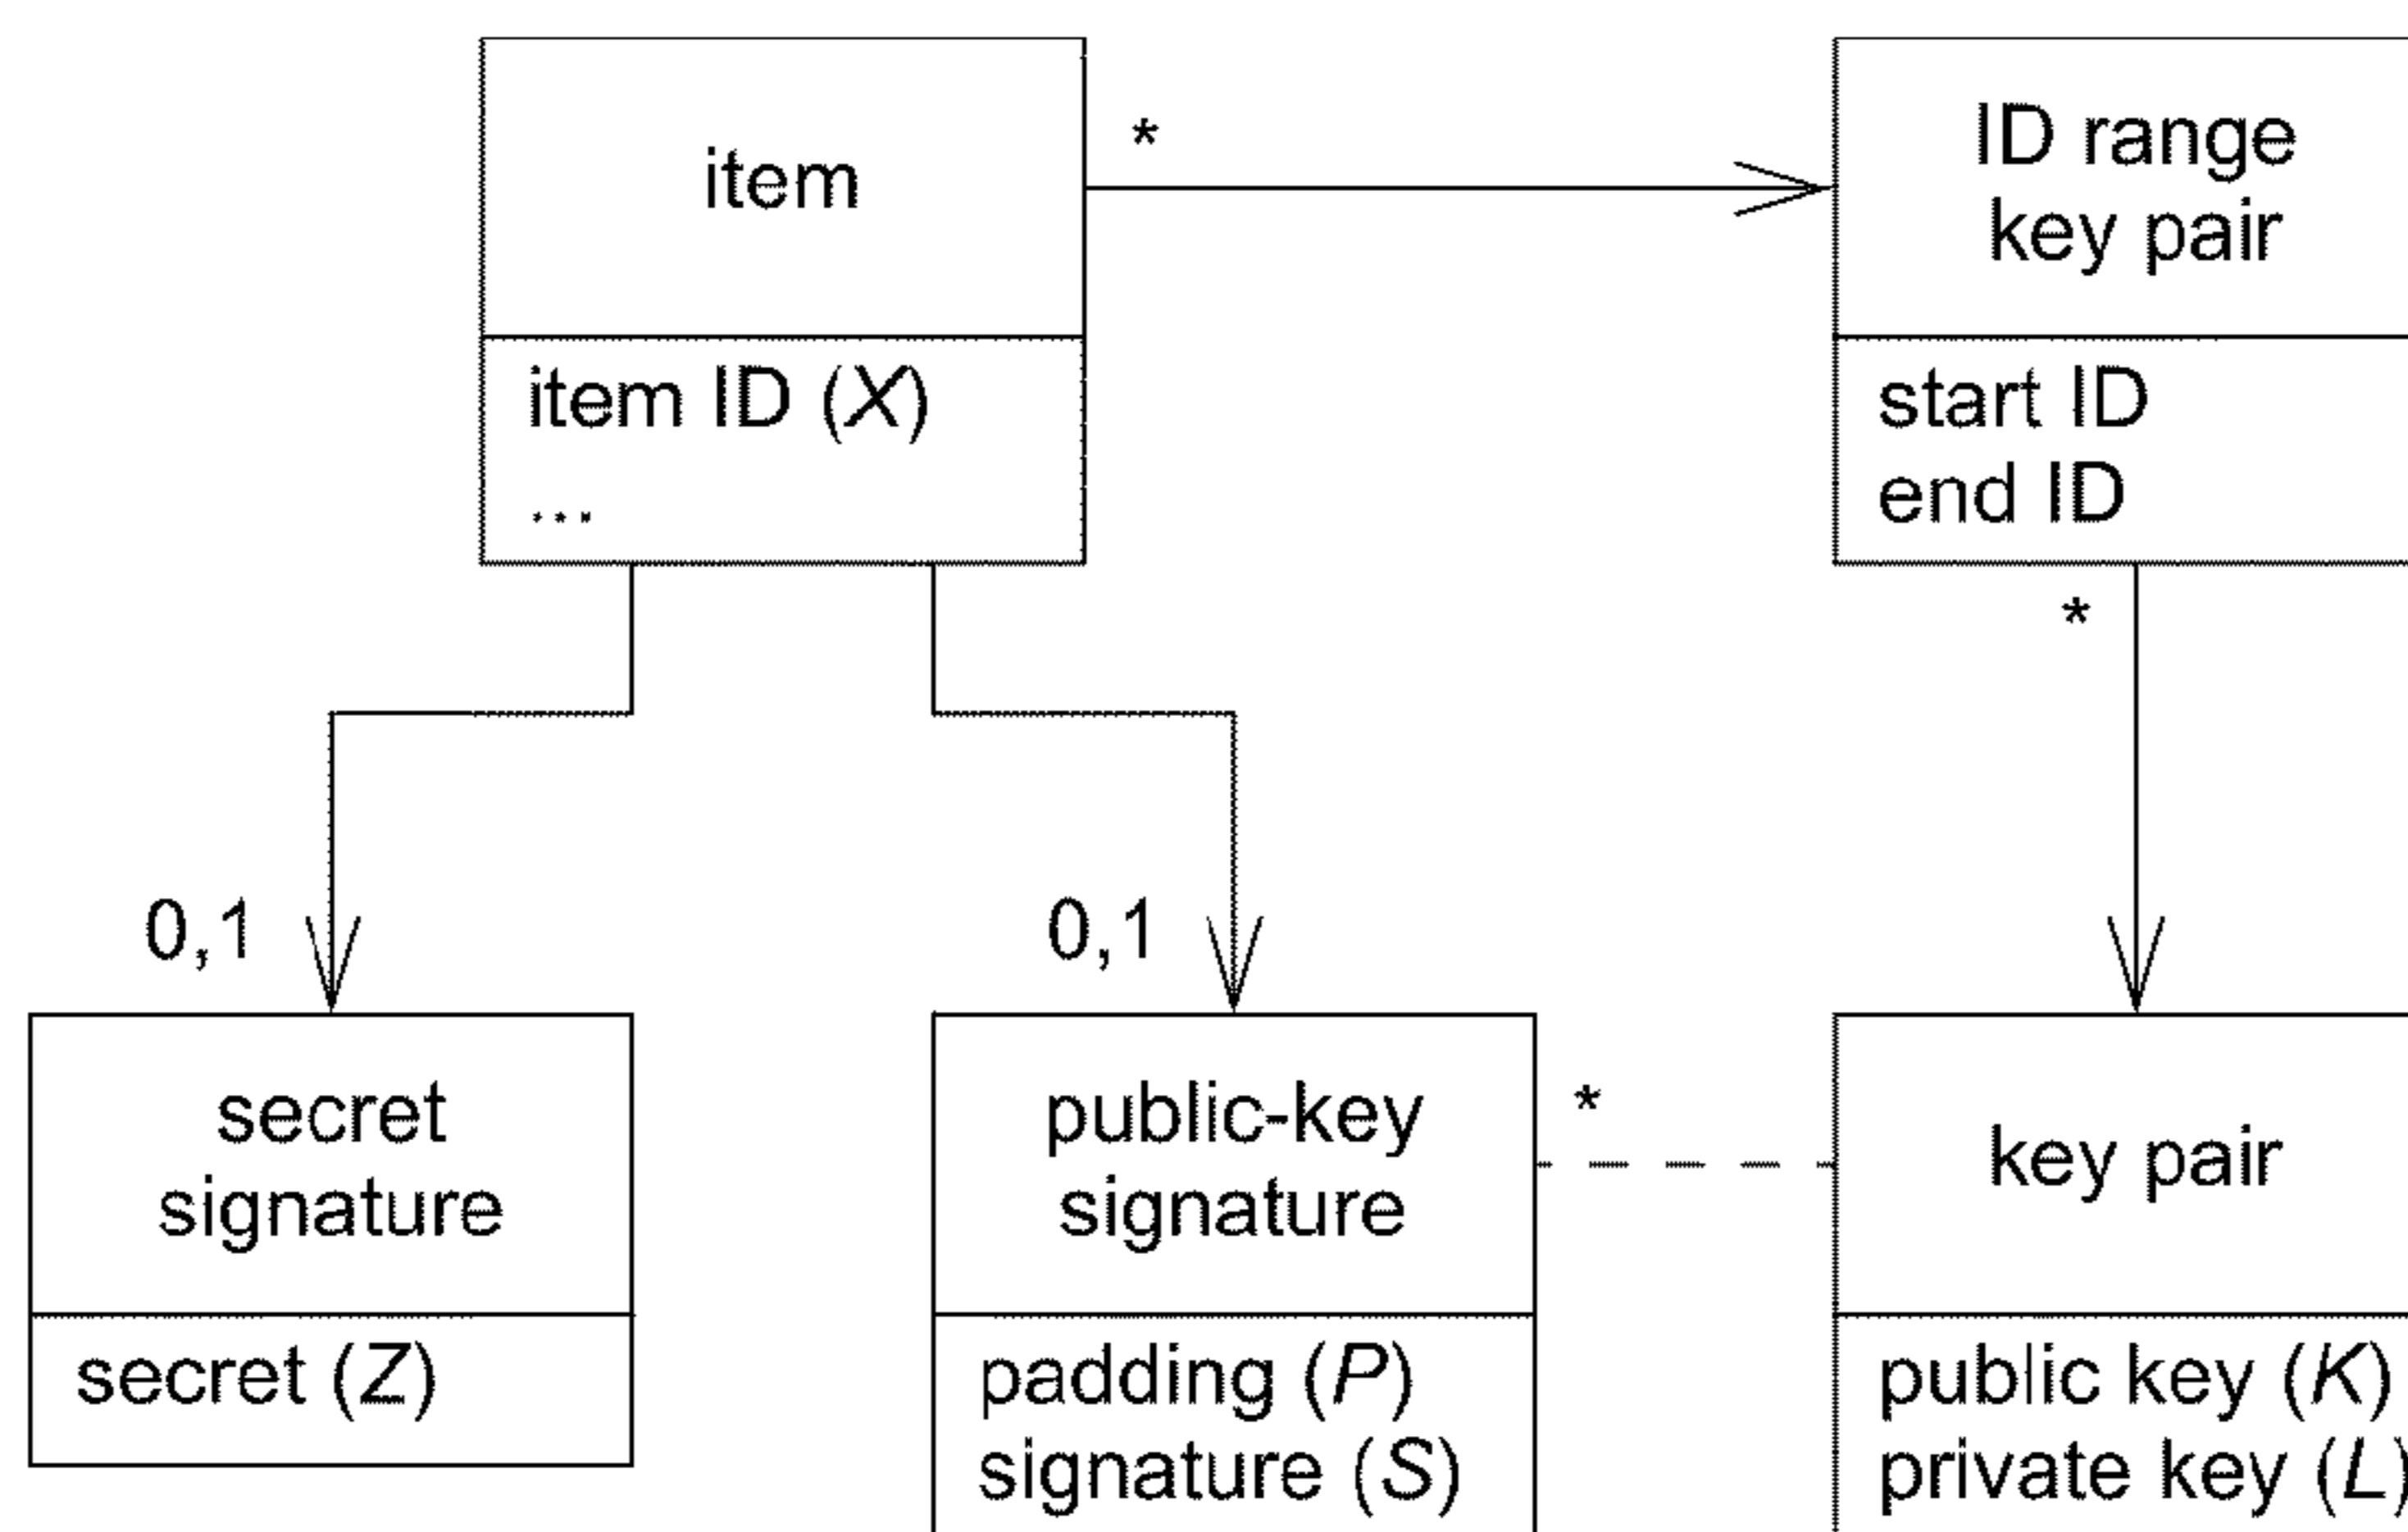 item
*
ID range
key pair
item ID (X)
...
start ID
end ID
*
0,1
0,1
secret
signature
public-key
signature
*
key pair
secret (Z)
padding (P)
signature (S)
public key (K)
private key (L)